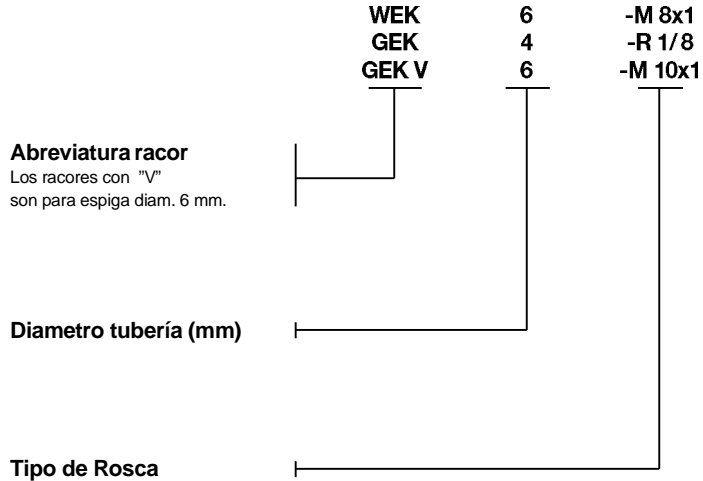 WEK 6 -M 8x1
GEK 4 -R 1/8
GEK V 6 -M 10x1
Abreviatura racor
Los racores con ”V”
son para espiga diam. 6 mm.
Diametro tubería (mm)
Tipo de Rosca